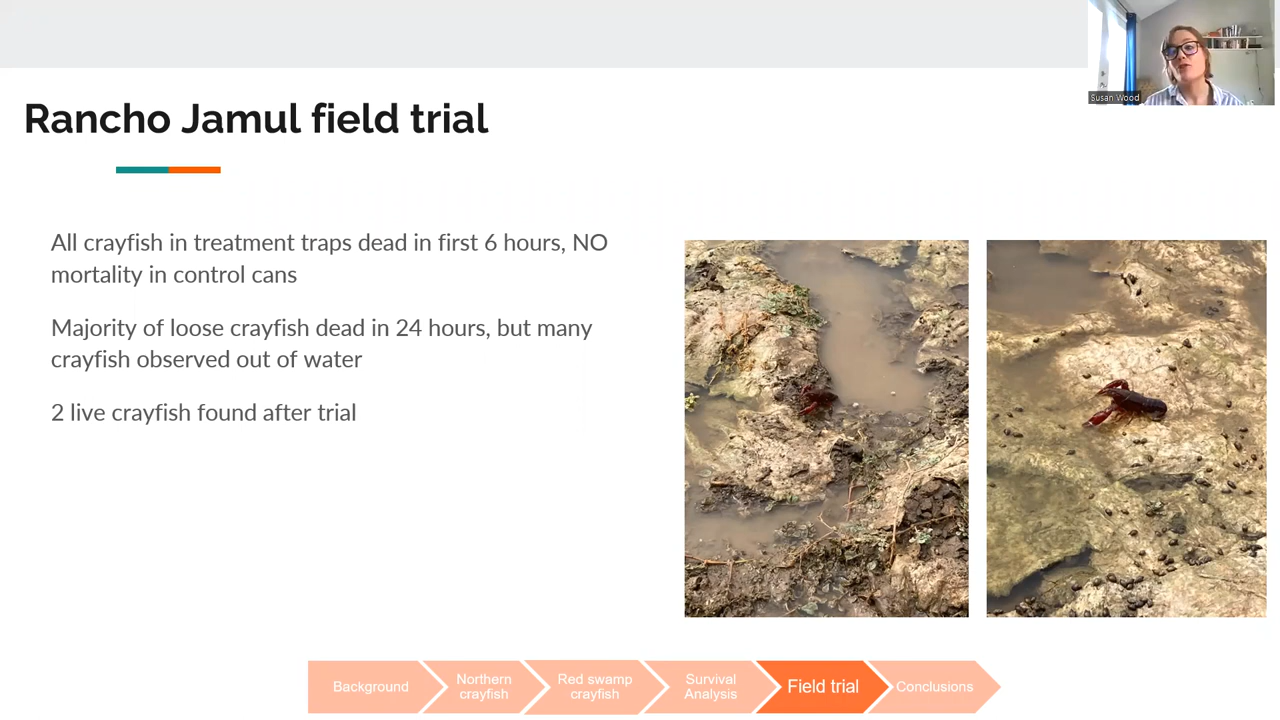 Susan Wood
Rancho Jamul field trial
All crayfish in treatment traps dead in first 6 hours, NO
mortality in control cans
Majority of loose crayfish dead in 24 hours, but many
crayfish observed out of water
2 live crayfish found after trial
Background
Northern
crayfish
Red swamp
crayfish
Survival
Analysis
Field trial
Conclusions